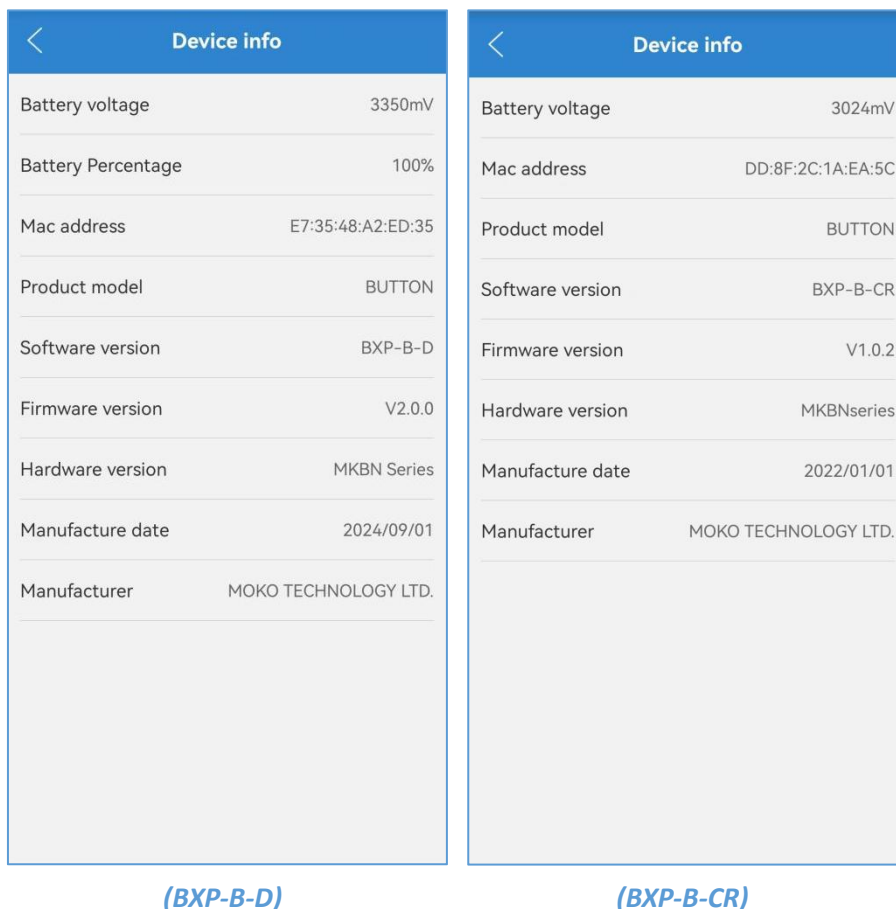 Device info
Battery voltage 3350mV
Battery Percentage 100%
Mac address E7:35:48:A2:ED:35
Product model BUTTON
Software version BXP-B-D
Firmware version V2.0.0
Hardware version MKBN Series
Manufacture date 2024/09/01
Manufacturer MOKO TECHNOLOGY LTD.
(BXP-B-D)
Device info
Battery voltage 3024mV
Mac address DD:8F:2C:1A:EA:5C
Product model BUTTON
Software version BXP-B-CR
Firmware version V1.0.2
Hardware version MKBNseries
Manufacture date 2022/01/01
Manufacturer MOKO TECHNOLOGY LTD.
(BXP-B-CR)